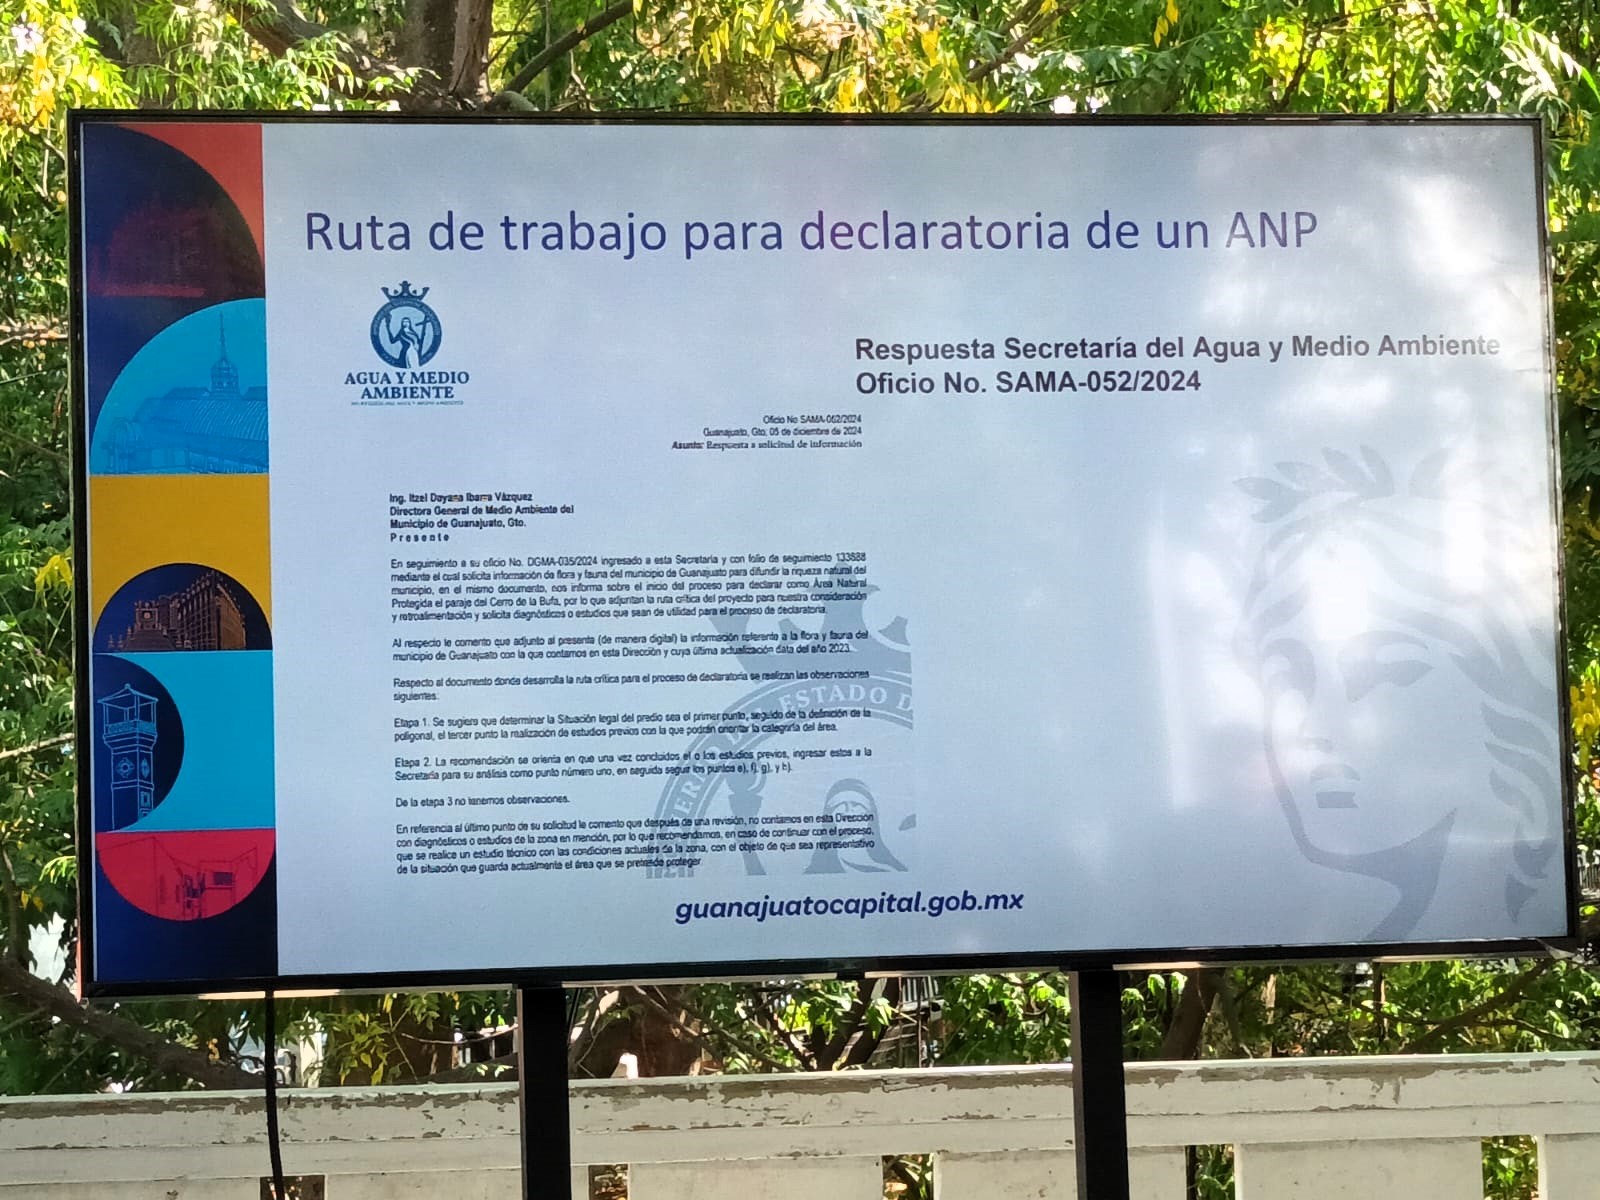 Ruta de trabajo para declaratoria de un ANP
AGUA Y MEDIO
AMBIENTE
Respuesta Secretaría del Agua y Medio Ambiente
Oficio No. SAMA-052/2024
Oficio No SAMA-052/2024
Guanajuato, Gto, 05 de diciembre de 2024
Asunto: Respuesta a solicitud de información
Ing. Itzel Dayana Ibarra Vázquez
Directora General de Medio Ambiente del
Municipio de Guanajuato, Gto.
Presente
En seguimiento a su oficio No. DGMA-035/2024 ingresado a esta Secretaría y con folio de seguimiento 133688
mediante el cual solicita información de flora y fauna del municipio de Guanajuato para difundir la riqueza natural del
municipio, en el mismo documento, nos informa sobre el inicio del proceso para declarar como Área Natural
Protegida el paraje del Cerro de la Bufa, por lo que adjuntan la ruta crítica del proyecto para nuestra consideración
y retroalimentación y solicita diagnósticos o estudios que sean de utilidad para el proceso de declaratoria.
Al respecto le comento que adjunto al presente (de manera digital) la información referente a la flora y fauna del
municipio de Guanajuato con la que contamos en esta Dirección y cuya última actualización data del año 2023.
Respecto al documento donde desarrolla la ruta crítica para el proceso de declaratoria se realizan las observaciones
siguientes:
Etapa 1. Se sugiere que determinar la Situación legal del predio sea el primer punto, seguido de la definición de la
poligonal, el tercer punto la realización de estudios previos con la que podrán orientar la categoría del área.
Etapa 2. La recomendación se orienta en que una vez concluidos el o los estudios previos, ingresar estos a la
Secretaría para su análisis como punto número uno, en seguida seguir los puntos e), f), g), y h).
De la etapa 3 no tenemos observaciones.
En referencia al último punto de su solicitud le comento que después de una revisión, no contamos en esta Dirección
con diagnósticos o estudios de la zona en mención, por lo que recomendamos, en caso de continuar con el proceso,
que se realice un estudio técnico con las condiciones actuales de la zona, con el objeto de que sea representativo
de la situación que guarda actualmente el área que se pretende proteger.
ESTADO D
guanajuatocapital.gob.mx